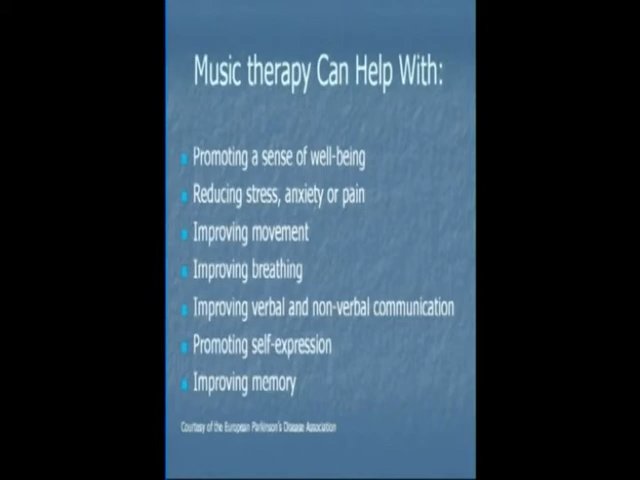 Music therapy Can Help With:
Promoting a sense of well-being
Reducing stress, anxiety or pain
Improving movement
Improving breathing
Improving verbal and non-verbal communication
Promoting self-expression
Improving memory
Courtesy of the European Parkinson's Disease Association